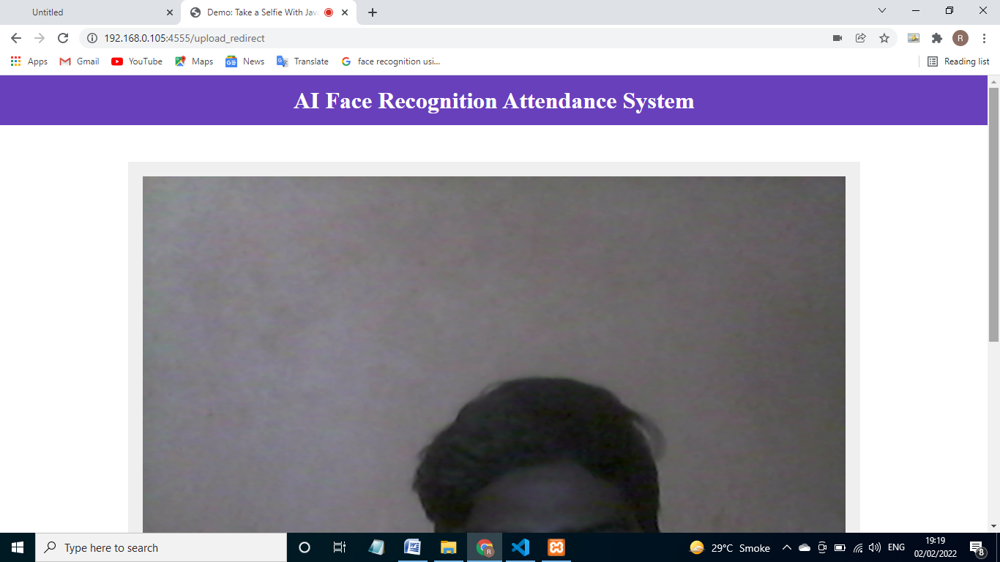 Untitled
Demo: Take a Selfie With Jav
192.168.0.105:4555/upload_redirect
R
Apps
Gmail
YouTube
Maps
News
Translate
face recognition usi...
Reading list
AI Face Recognition Attendance System
Type here to search
29°C Smoke
ENG
19:19
02/02/2022
8